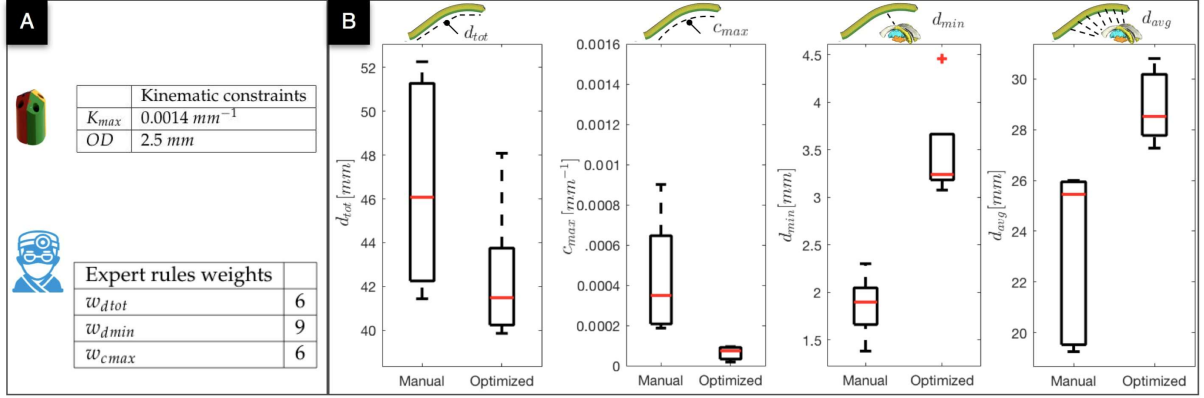 A
Kinematic constraints
K_max 0.0014 mm⁻¹
OD 2.5 mm
Expert rules weights
w_dtot 6
w_dmin 9
w_cmax 6
B
d_tot
d_tot [mm]
52
50
48
46
44
42
40
Manual Optimized
c_max
c_max [mm⁻¹]
0.0016
0.0014
0.0012
0.001
0.0008
.0006
0.0004
0.0002
0
Manual Optimized
d_min
d_min [mm]
4.5
4
3.5
3
2.5
2
1.5
Manual Optimized
d_avg
d_avg [mm]
30
28
26
24
22
20
Manual Optimized